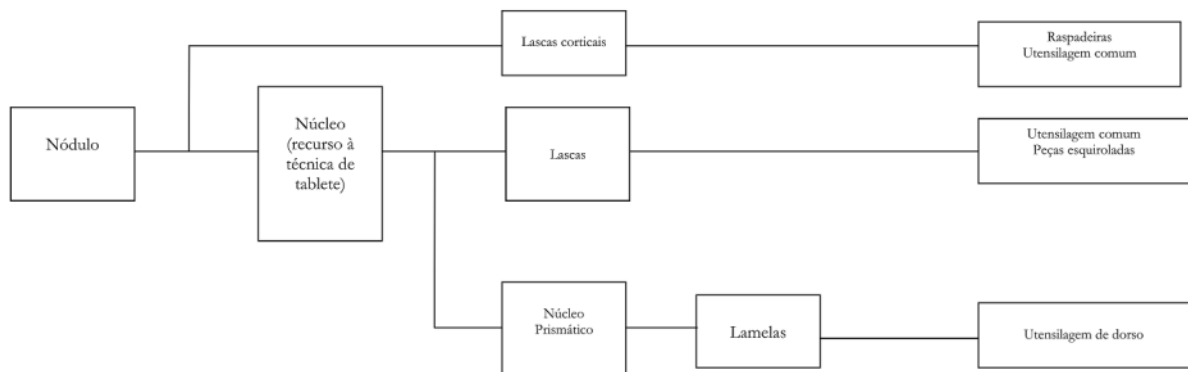 Lascas corticais
Raspadeiras
Utensilagem comum
Nódulo
Núcleo
(recurso à
técnica de
tablete)
Lascas
Utensilagem comum
Peças esquiroladas
Núcleo
Prismático
Lamelas
Utensilagem de dorso